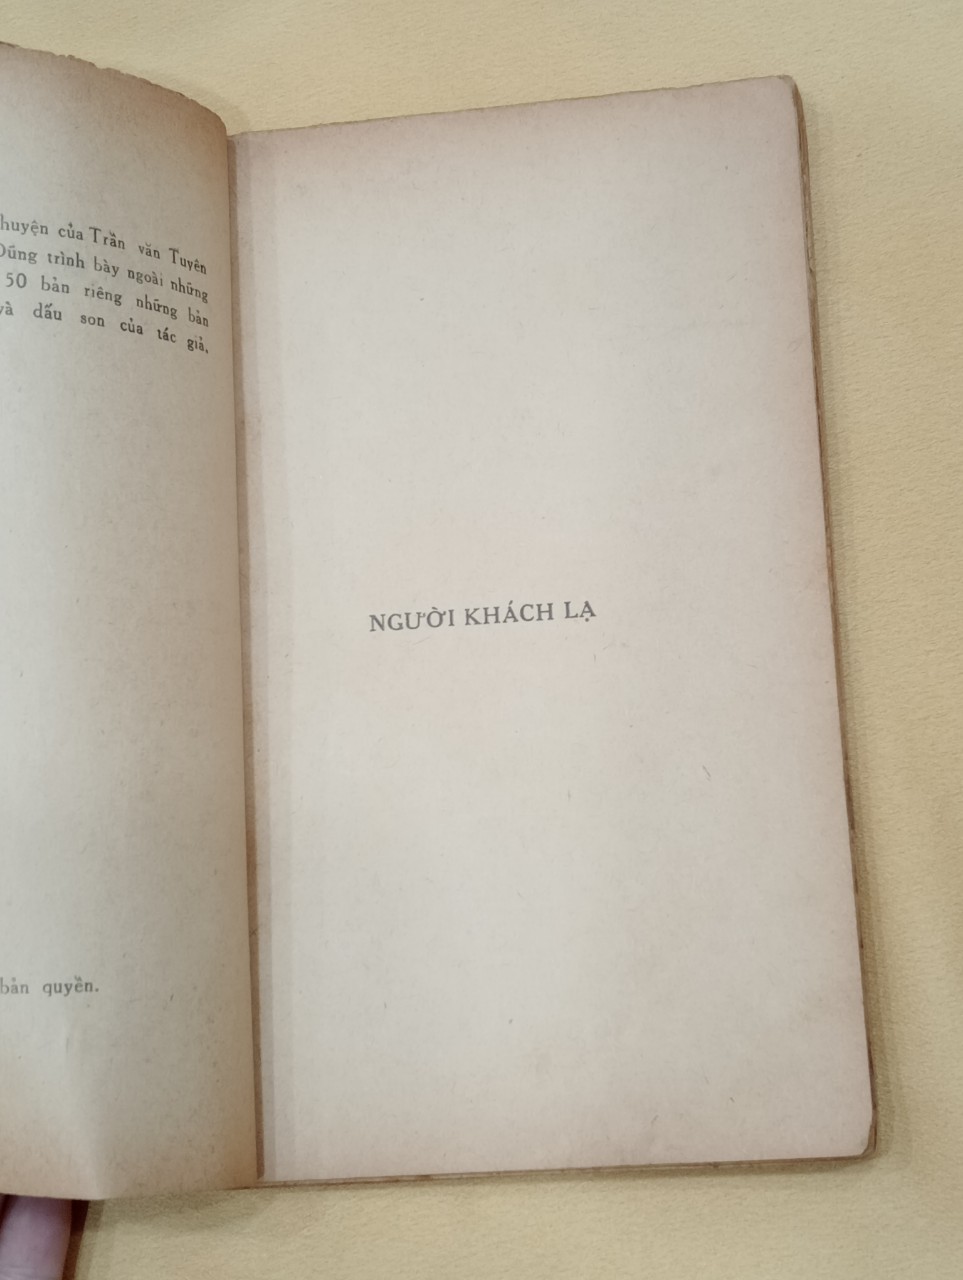 huyện của Trần văn Tuyên
Dũng trình bày ngoài những
50 bản riêng những bản
và dấu son của tác giả.
bản quyền.
NGƯỜI KHÁCH LẠ